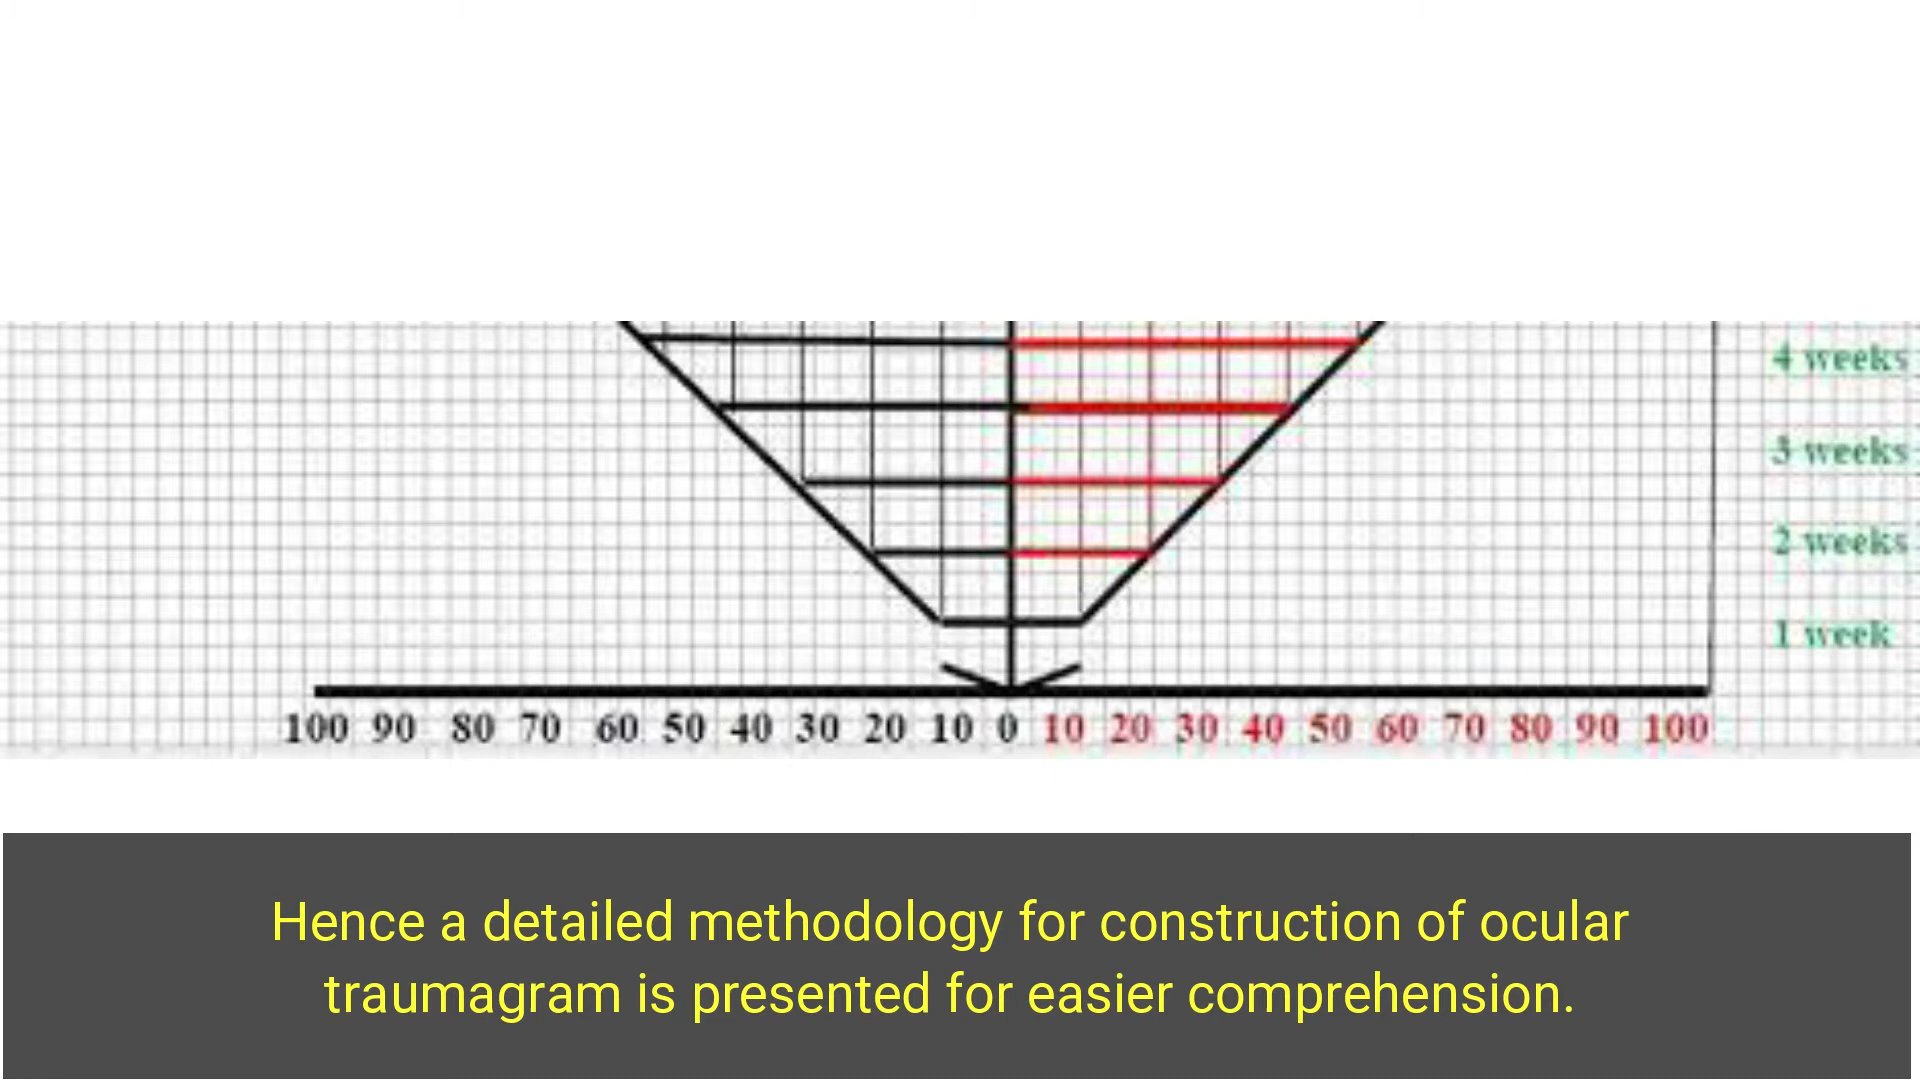 4 weeks
3 weeks
2 weeks
1 week
100 90 80 70 60 50 40 30 20 10 0 10 20 30 40 50 60 70 80 90 100
Hence a detailed methodology for construction of ocular
traumagram is presented for easier comprehension.